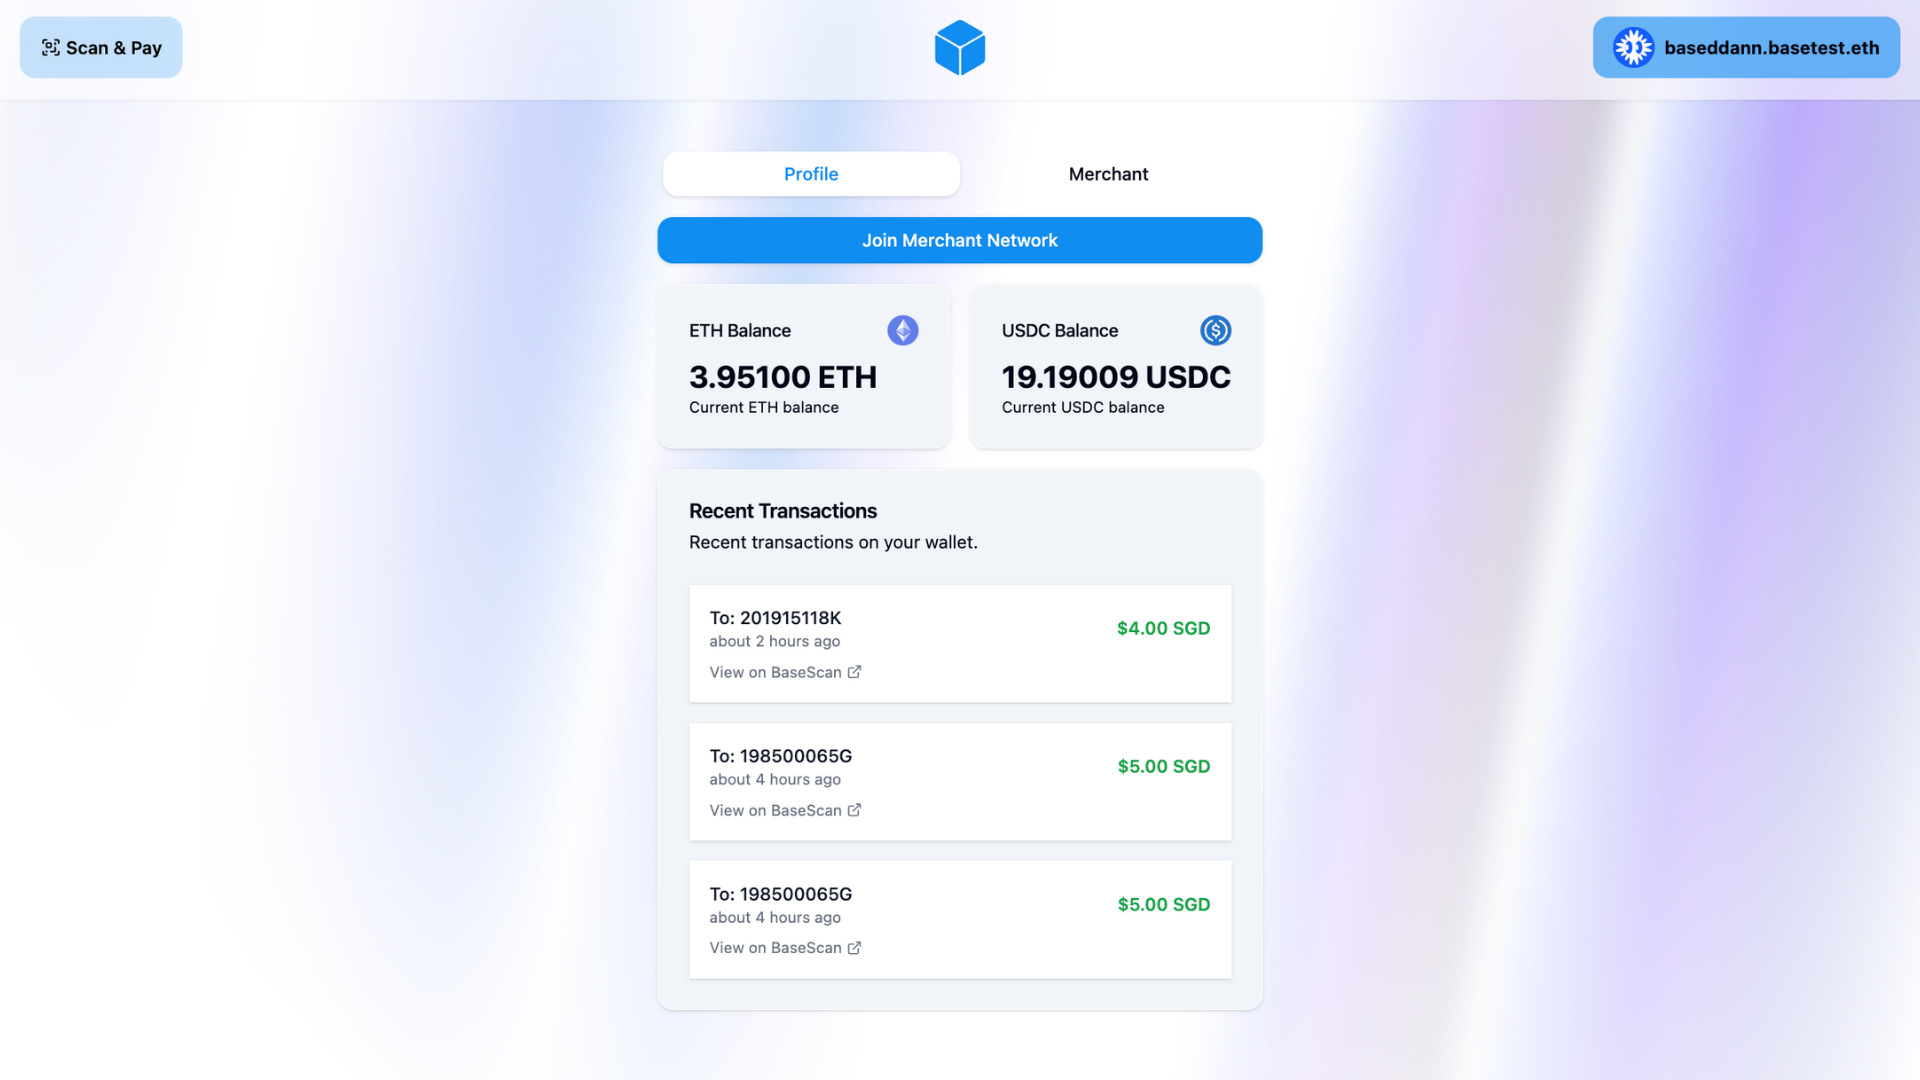 Scan & Pay
baseddann.basetest.eth
Profile
Merchant
Join Merchant Network
ETH Balance
3.95100 ETH
Current ETH balance
USDC Balance
19.19009 USDC
Current USDC balance
Recent Transactions
Recent transactions on your wallet.
To: 201915118K
about 2 hours ago
$4.00 SGD
View on BaseScan
To: 198500065G
about 4 hours ago
$5.00 SGD
View on BaseScan
To: 198500065G
about 4 hours ago
$5.00 SGD
View on BaseScan